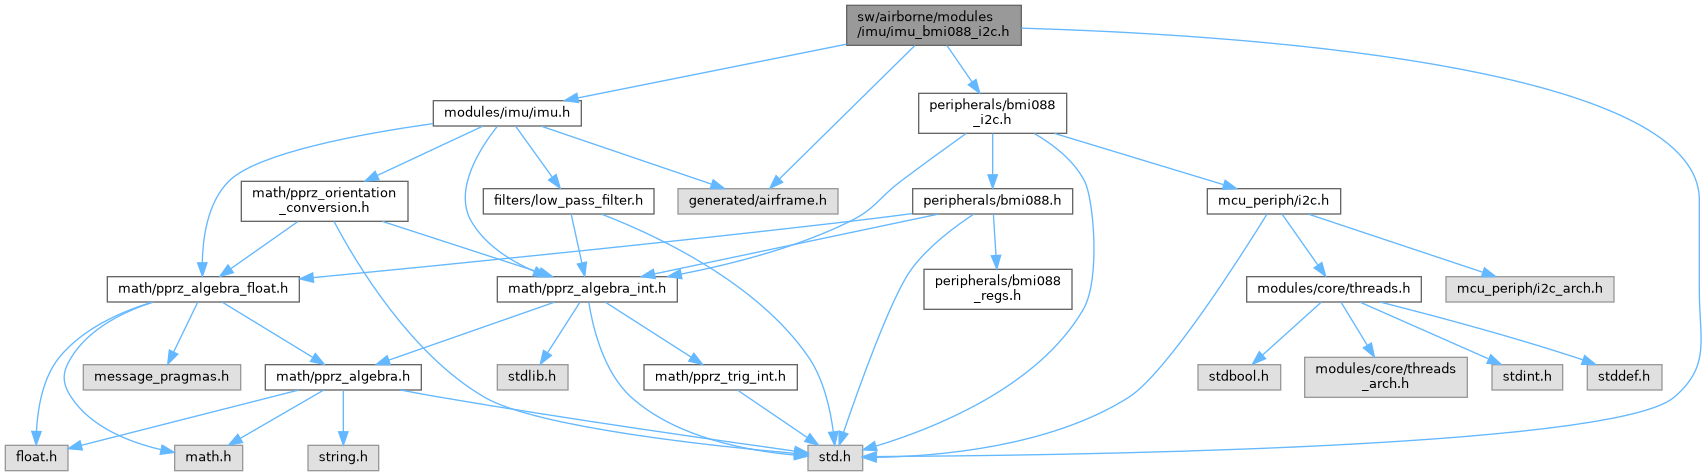 sw/airborne/modules
/imu/imu_bmi088_i2c.h
modules/imu/imu.h
peripherals/bmi088
_i2c.h
math/pprz_orientation
_conversion.h
filters/low_pass_filter.h
generated/airframe.h
peripherals/bmi088.h
mcu_periph/i2c.h
math/pprz_algebra_float.h
math/pprz_algebra_int.h
peripherals/bmi088
_regs.h
modules/core/threads.h
mcu_periph/i2c_arch.h
message_pragmas.h
math/pprz_algebra.h
stdlib.h
math/pprz_trig_int.h
stdbool.h
modules/core/threads
_arch.h
stdint.h
stddef.h
float.h
math.h
string.h
std.h